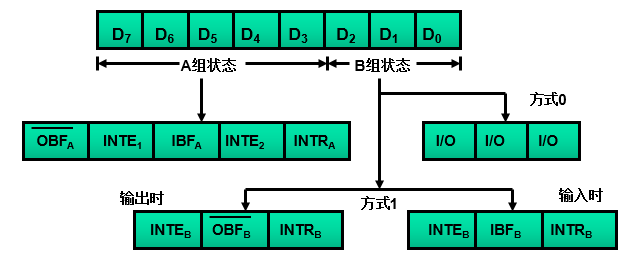 D7 D6 D5 D4 D3 D2 D1 D0
A组状态 B组状态
方式0
OBFA INTE1 IBFA INTE2 INTRA I/O I/O I/O
输出时 方式1 输入时
INTEB OBFB INTRB INTEB IBFB INTRB